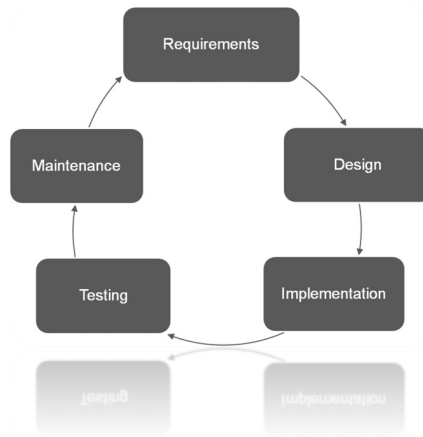 Requirements
Design
Implementation
Testing
Maintenance